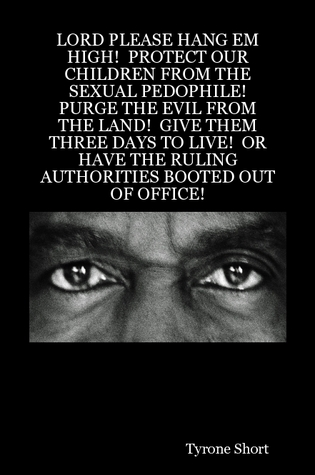 LORD PLEASE HANG EM
HIGH!  PROTECT OUR
CHILDREN FROM THE
SEXUAL PEDOPHILE!
PURGE THE EVIL FROM
THE LAND!  GIVE THEM
THREE DAYS TO LIVE!  OR
HAVE THE RULING
AUTHORITIES BOOTED OUT
OF OFFICE!
Tyrone Short